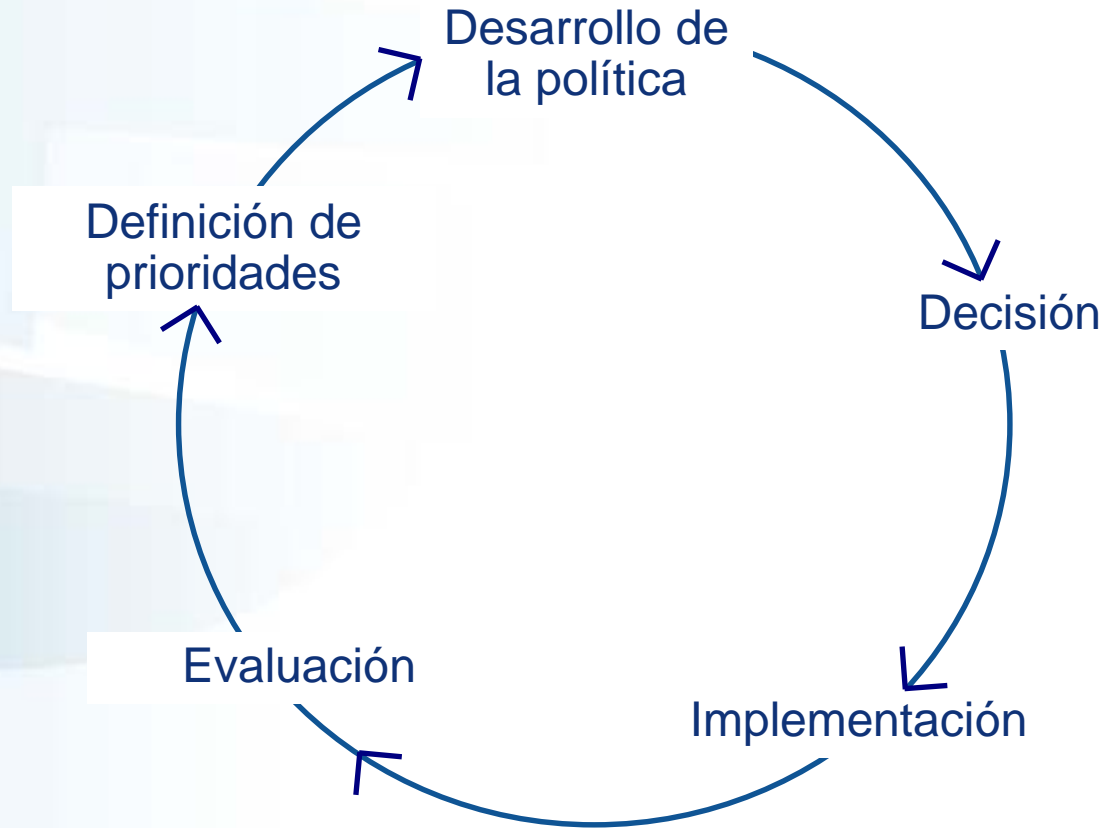 Desarrollo de
la política
Definición de
prioridades
Decisión
Evaluación
Implementación